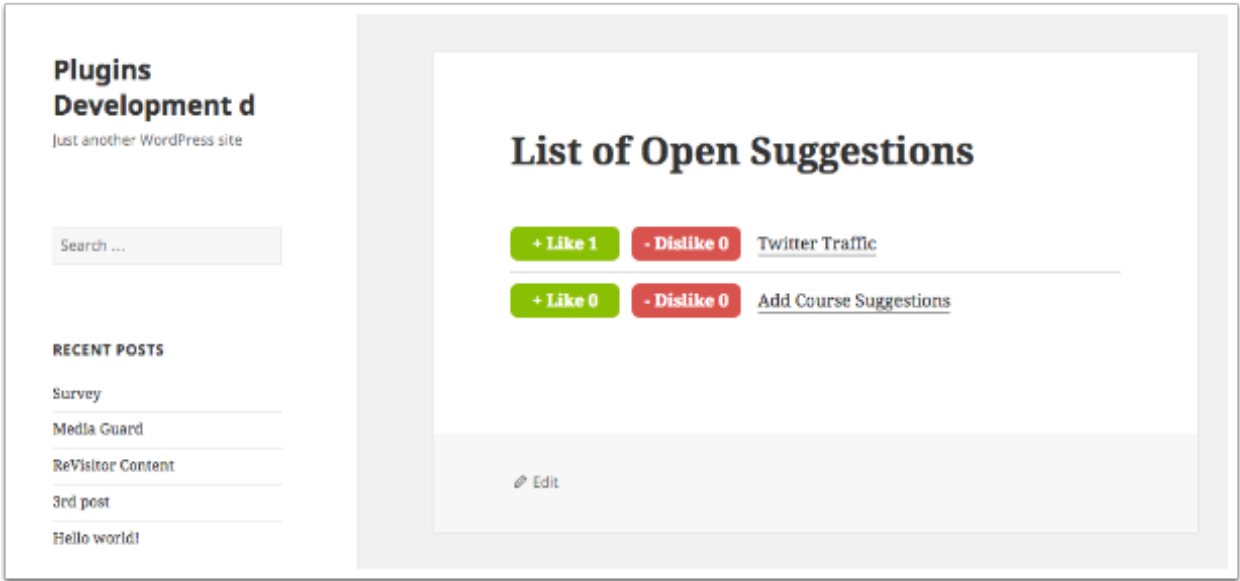 Plugins
Development d
Just another WordPress site
Search ...
RECENT POSTS
Survey
Media Guard
ReVisitor Content
3rd post
Hello world!
List of Open Suggestions
+ Like 1 - Dislike 0 Twitter Traffic
+ Like 0 - Dislike 0 Add Course Suggestions
Edit